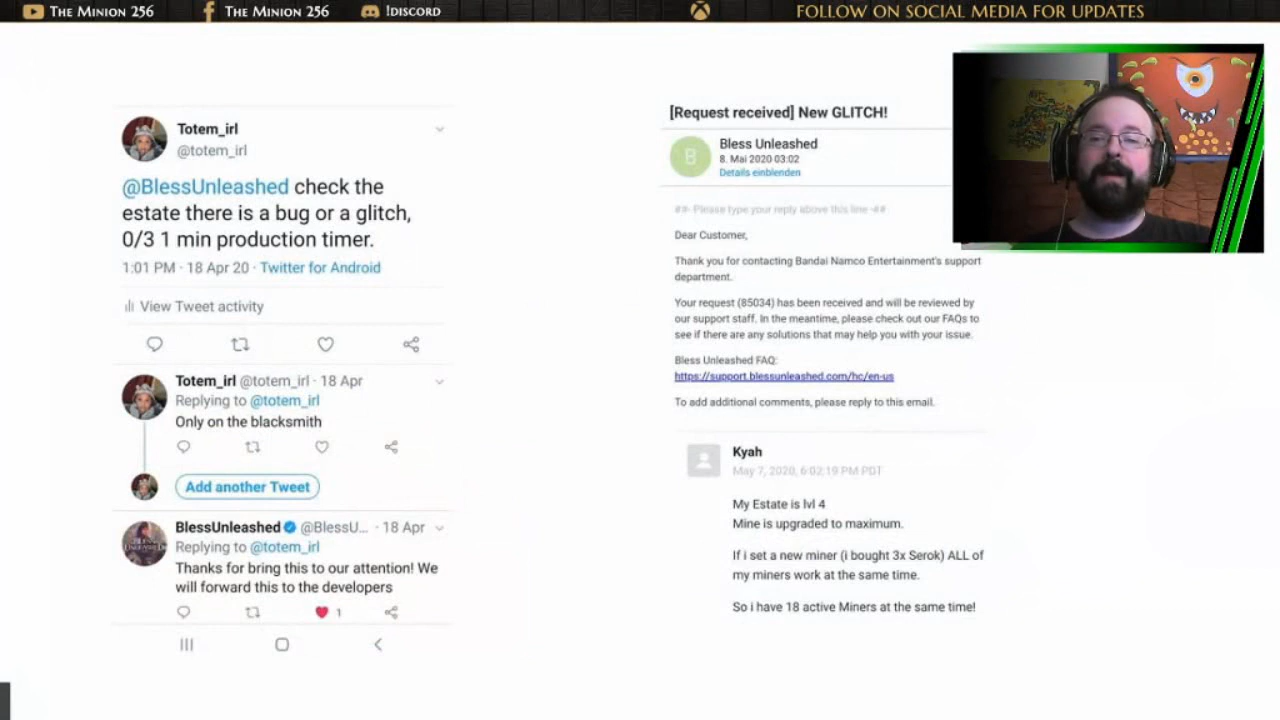 The Minion 256
The Minion 256
!DISCORD
FOLLOW ON SOCIAL MEDIA FOR UPDATES
Totem_irl
@totem_irl
@BlessUnleashed check the
estate there is a bug or a glitch,
0/3 1 min production timer.
1:01 PM · 18 Apr 20 · Twitter for Android
View Tweet activity
Totem_irl @totem_irl · 18 Apr
Replying to @totem_irl
Only on the blacksmith
Add another Tweet
BlessUnleashed @BlessU... · 18 Apr
Replying to @totem_irl
Thanks for bring this to our attention! We
will forward this to the developers
1
[Request received] New GLITCH!
B
Bless Unleashed
8. Mai 2020 03:02
Details einblenden
##- Please type your reply above this line -##
Dear Customer,
Thank you for contacting Bandai Namco Entertainment's support
department.
Your request (85034) has been received and will be reviewed by
our support staff. In the meantime, please check out our FAQs to
see if there are any solutions that may help you with your issue.
Bless Unleashed FAQ:
https://support.blessunleashed.com/hc/en-us
To add additional comments, please reply to this email.
Kyah
May 7, 2020, 6:02:19 PM PDT
My Estate is lvl 4
Mine is upgraded to maximum.
If i set a new miner (i bought 3x Serok) ALL of
my miners work at the same time.
So i have 18 active Miners at the same time!